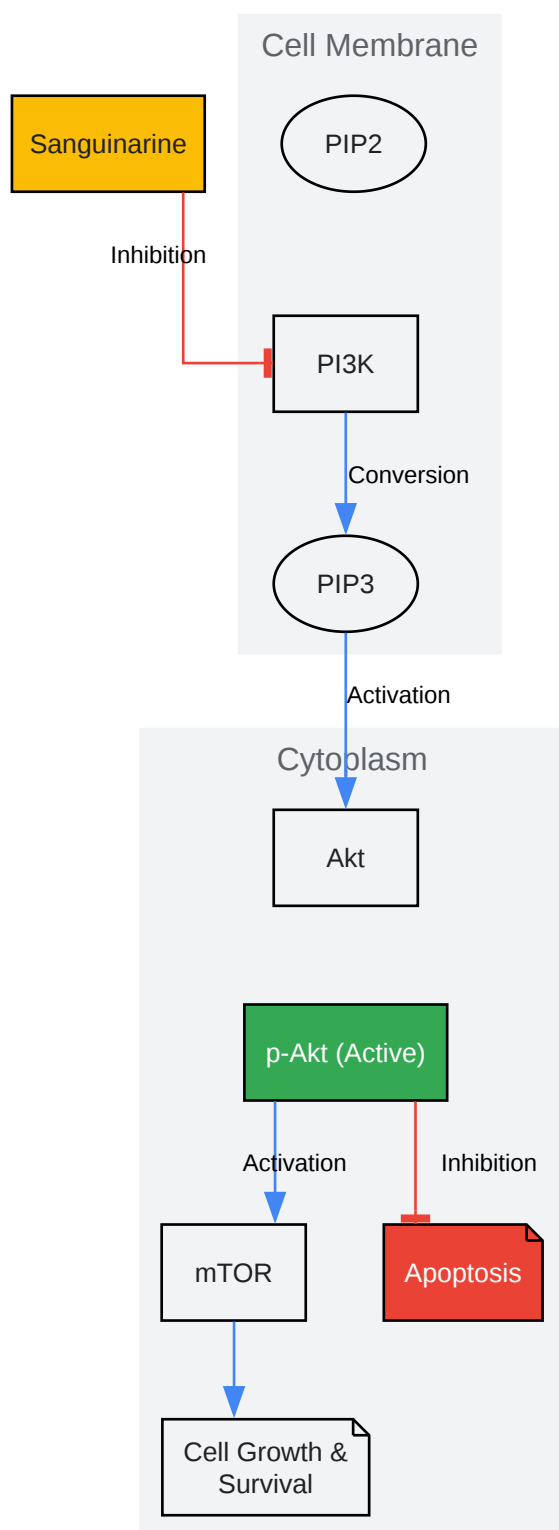 Cell Membrane
Sanguinarine
PIP2
Inhibition
PI3K
Conversion
PIP3
Activation
Cytoplasm
Akt
p-Akt (Active)
Activation
Inhibition
mTOR
Apoptosis
Cell Growth &
Survival